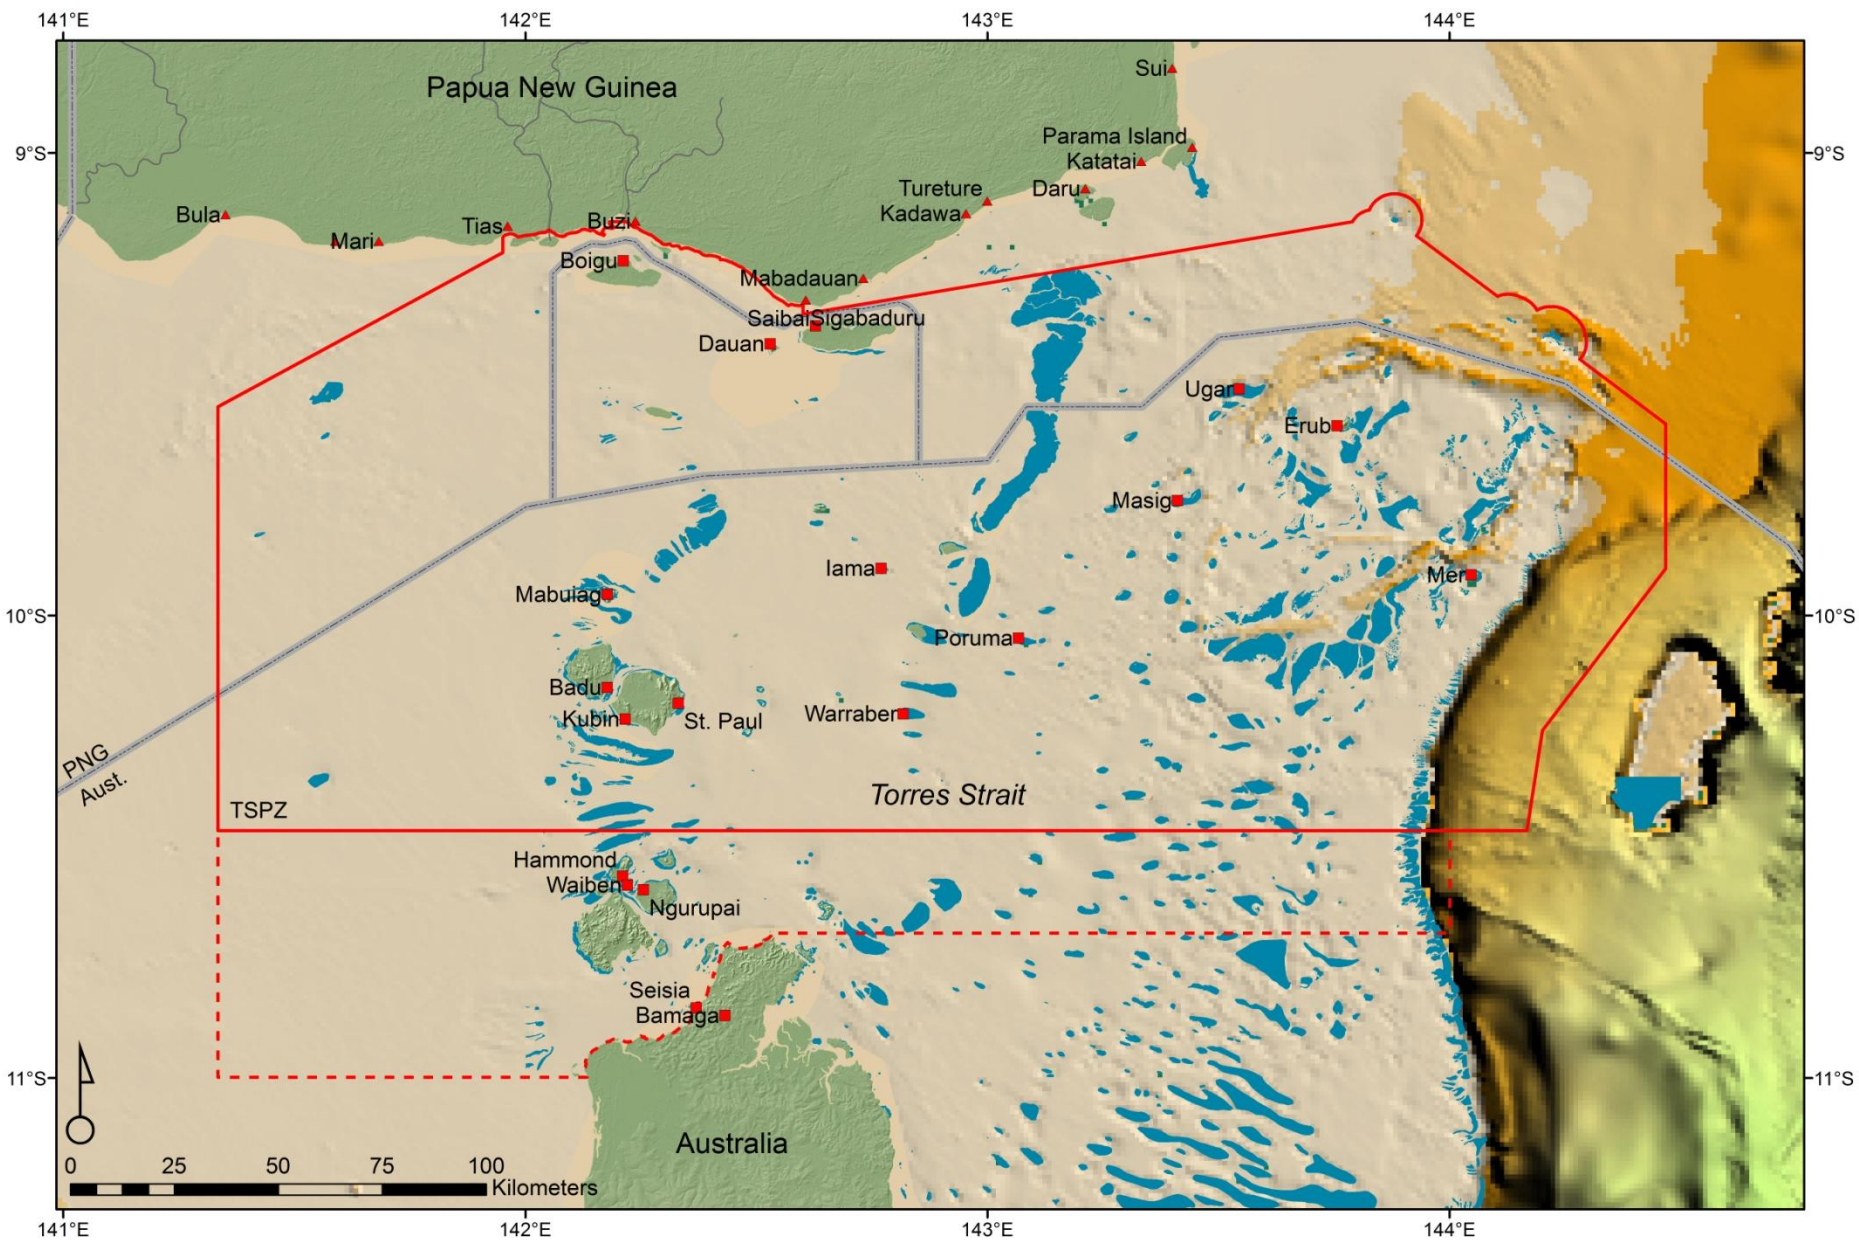 141°E
142°E
143°E
144°E
Papua New Guinea
Sui
Parama Island
9°S
Katatai
9°S
Tureture
Daru
Kadawa
Bula
Tias
Buzi
Mari
Boigu
Mabadauan
Saibai
Sigabaduru
Dauan
Ugar
Erub
Masig
Iama
Mer
Mabuiag
10°S
10°S
Poruma
Badu
Kubin
St. Paul
Warraber
PNG
Aust.
Torres Strait
TSPZ
Hammond
Waiben
Ngurupai
Seisia
Bamaga
11°S
11°S
Australia
0
25
50
75
100
Kilometers
141°E
142°E
143°E
144°E